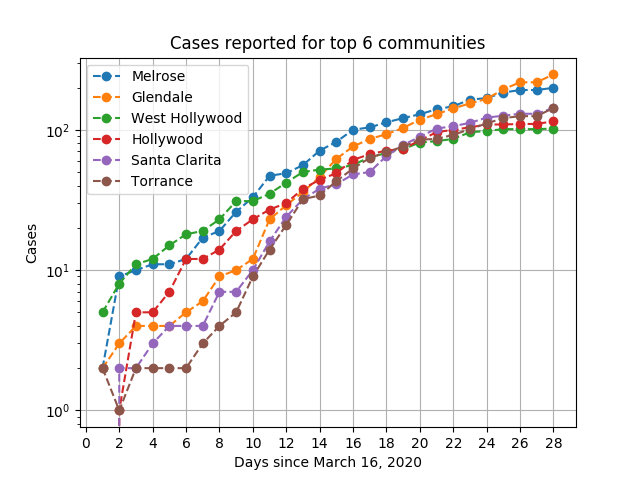 Cases reported for top 6 communities
Melrose
Glendale
West Hollywood
Hollywood
Santa Clarita
Torrance
Cases
10²
10¹
10⁰
0 2 4 6 8 10 12 14 16 18 20 22 24 26 28
Days since March 16, 2020